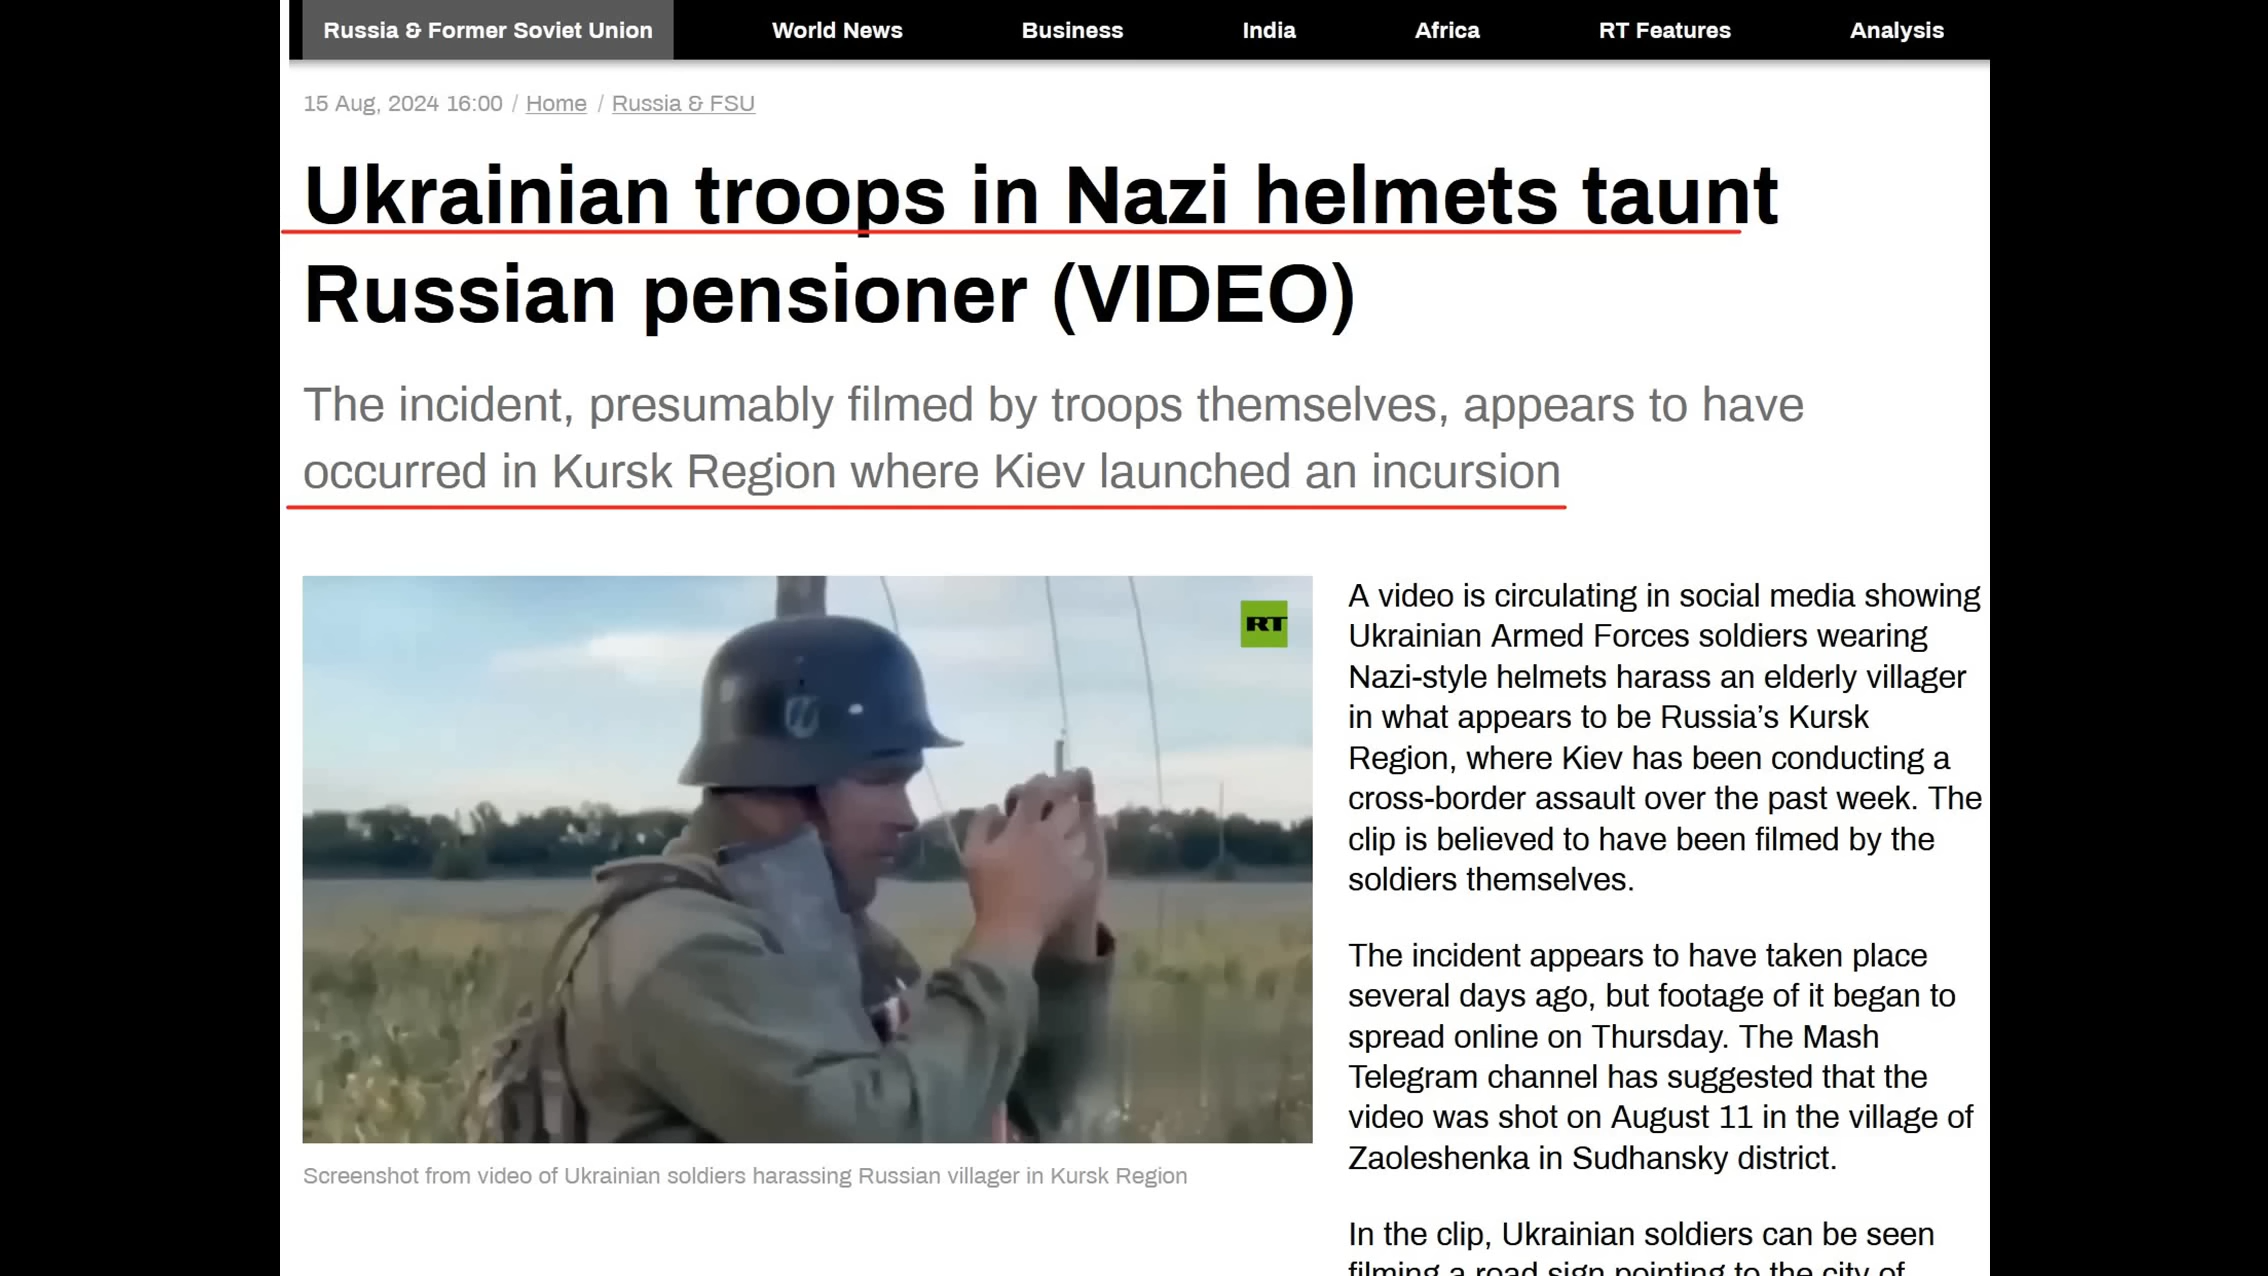 Russia & Former Soviet Union World News Business India Africa RT Features Analysis
15 Aug, 2024 16:00 / Home / Russia & FSU
Ukrainian troops in Nazi helmets taunt
Russian pensioner (VIDEO)
The incident, presumably filmed by troops themselves, appears to have
occurred in Kursk Region where Kiev launched an incursion
RT
Screenshot from video of Ukrainian soldiers harassing Russian villager in Kursk Region
A video is circulating in social media showing
Ukrainian Armed Forces soldiers wearing
Nazi-style helmets harass an elderly villager
in what appears to be Russia’s Kursk
Region, where Kiev has been conducting a
cross-border assault over the past week. The
clip is believed to have been filmed by the
soldiers themselves.
The incident appears to have taken place
several days ago, but footage of it began to
spread online on Thursday. The Mash
Telegram channel has suggested that the
video was shot on August 11 in the village of
Zaoleshenka in Sudhansky district.
In the clip, Ukrainian soldiers can be seen
filming a road sign pointing to the city of